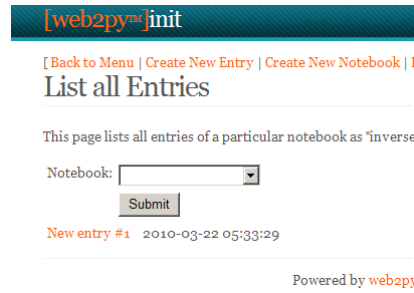 [web2py™]init
[ Back to Menu | Create New Entry | Create New Notebook |
List all Entries
This page lists all entries of a particular notebook as "inverse
Notebook:
Submit
New entry #1 2010-03-22 05:33:29
Powered by web2py